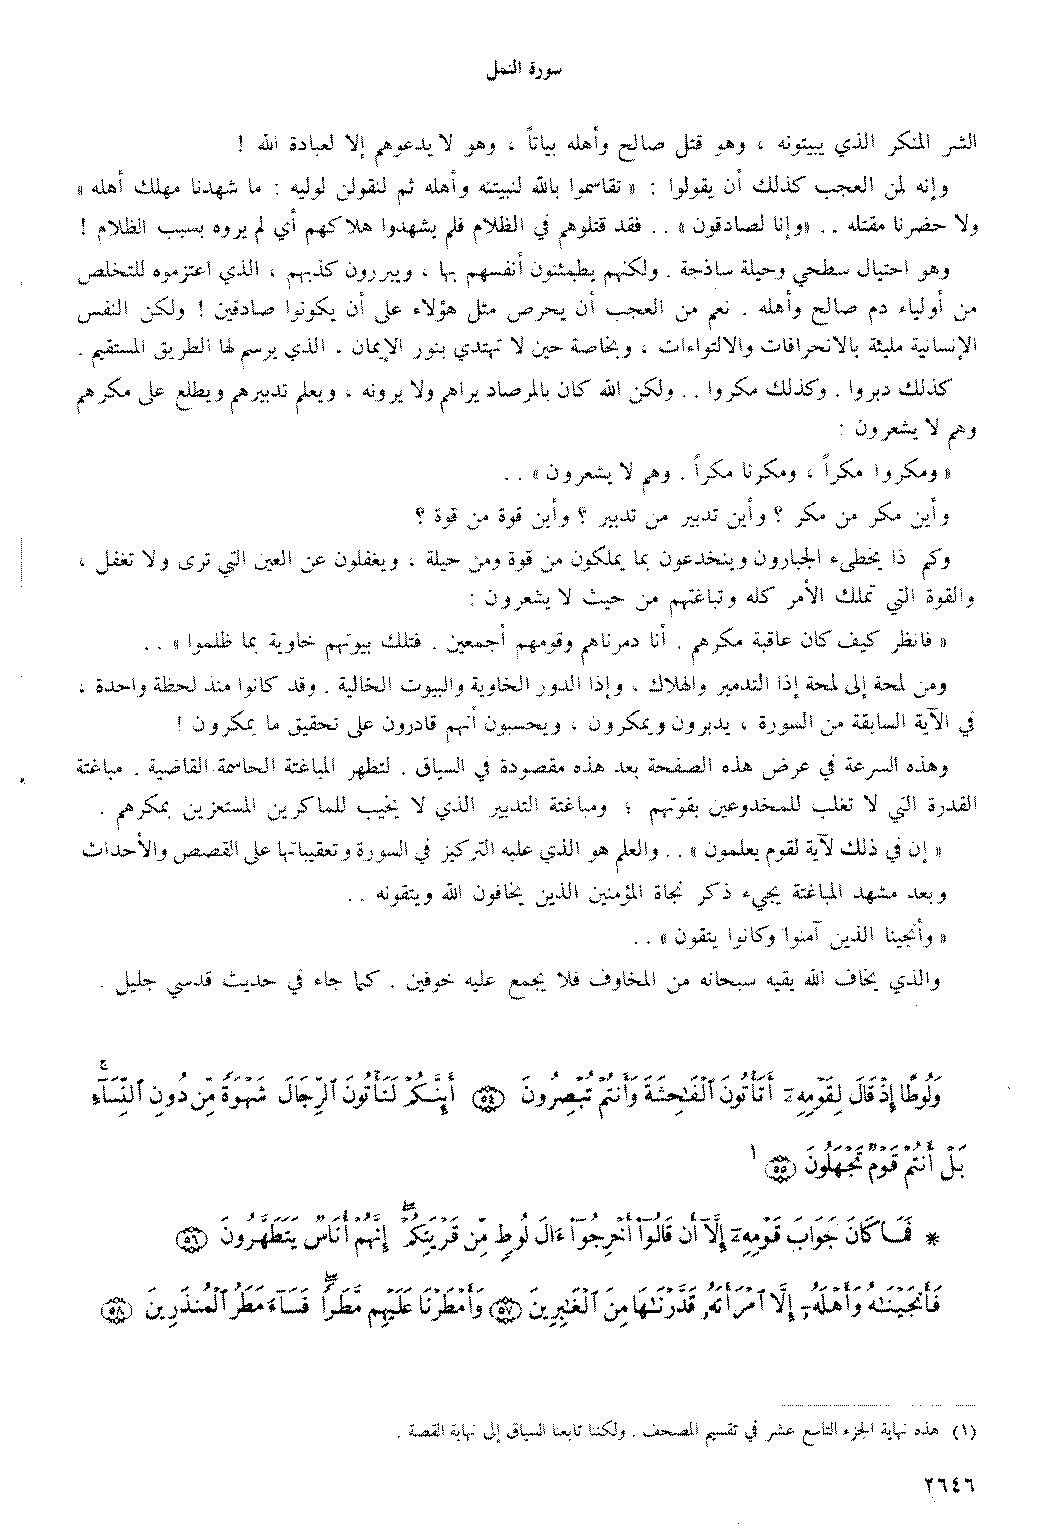 سورة النمل
الشر المنكر الذي يبيتونه ، وهو قتل صالح وأهله بياتاً ، وهو لا يدعوهم إلا لعبادة الله !
وإنه لمن العجب كذلك أن يقولوا : « تقاسموا بالله لنبيتنه وأهله ثم لنقولن لوليه : ما شهدنا مهلك أهله »
ولا حضرنا مقتله .. «وإنا لصادقون» .. فقد قتلوهم في الظلام فلم يشهدوا هلاكهم أي لم يروه بسبب الظلام !
وهو احتيال سطحي وحيلة ساذجة . ولكنهم يطمئنون أنفسهم بها ، ويبررون كذبهم ، الذي اعتزموه للتخلص
من أولياء دم صالح وأهله . نعم من العجب أن يحرص مثل هؤلاء على أن يكونوا صادقين ! ولكن النفس
الإنسانية مليئة بالانحرافات والالتواءات ، وبخاصة حين لا تهتدي بنور الإيمان . الذي يرسم لها الطريق المستقيم .
كذلك دبروا . وكذلك مكروا .. ولكن الله كان بالمرصاد يراهم ولا يرونه ، ويعلم تدبيرهم ويطلع على مكرهم
وهم لا يشعرون :
« ومكروا مكراً ، ومكرنا مكراً . وهم لا يشعرون » ..
وأين مكر من مكر ؟ وأين تدبير من تدبير ؟ وأين قوة من قوة ؟
وكم ذا يخطىء الجبارون وينخدعون بما يملكون من قوة ومن حيلة ، ويغفلون عن العين التي ترى ولا تغفل ،
والقوة التي تملك الأمر كله وتباغتهم من حيث لا يشعرون :
« فانظر كيف كان عاقبة مكرهم . أنا دمرناهم وقومهم أجمعين . فتلك بيوتهم خاوية بما ظلموا » ..
ومن لمحة إلى لمحة إذا التدمير والهلاك ، وإذا الدور الخاوية والبيوت الخالية . وقد كانوا منذ لحظة واحدة ،
في الآية السابقة من السورة ، يدبرون ويمكرون ، ويحسبون أنهم قادرون على تحقيق ما يمكرون !
وهذه السرعة في عرض هذه الصفحة بعد هذه مقصودة في السياق . لتظهر المباغتة الحاسمة القاضية . مباغتة
القدرة التي لا تغلب للمخدوعين بقوتهم ؛ ومباغتة التدبير الذي لا يخيب للماكرين المستعزين بمكرهم .
« إن في ذلك لآية لقوم يعلمون » .. والعلم هو الذي عليه التركيز في السورة وتعقيباتها على القصص والأحداث
وبعد مشهد المباغتة يجيء ذكر نجاة المؤمنين الذين يخافون الله ويتقونه ..
« وأنجينا الذين آمنوا وكانوا يتقون » ..
والذي يخاف الله يقيه سبحانه من المخاوف فلا يجمع عليه خوفين . كما جاء في حديث قدسي جليل .
وَلُوطًا إِذْ قَالَ لِقَوْمِهِۦٓ أَتَأْتُونَ ٱلْفَٰحِشَةَ وَأَنتُمْ تُبْصِرُونَ ﴿٥٤﴾ أَئِنَّكُمْ لَتَأْتُونَ ٱلرِّجَالَ شَهْوَةً مِّن دُونِ ٱلنِّسَآءِ ۚ
بَلْ أَنتُمْ قَوْمٌ تَجْهَلُونَ ﴿٥٥﴾ ١
* فَمَا كَانَ جَوَابَ قَوْمِهِۦٓ إِلَّآ أَن قَالُوٓا۟ أَخْرِجُوٓا۟ ءَالَ لُوطٍ مِّن قَرْيَتِكُمْ ۖ إِنَّهُمْ أُنَاسٌ يَتَطَهَّرُونَ ﴿٥٦﴾
فَأَنجَيْنَٰهُ وَأَهْلَهُۥٓ إِلَّا ٱمْرَأَتَهُۥ قَدَّرْنَٰهَا مِنَ ٱلْغَٰبِرِينَ ﴿٥٧﴾ وَأَمْطَرْنَا عَلَيْهِم مَّطَرًا ۖ فَسَآءَ مَطَرُ ٱلْمُنذَرِينَ ﴿٥٨﴾
(١) هذه نهاية الجزء التاسع عشر في تقسيم المصحف . ولكننا تابعنا السياق إلى نهاية القصة .
٢٦٤٦